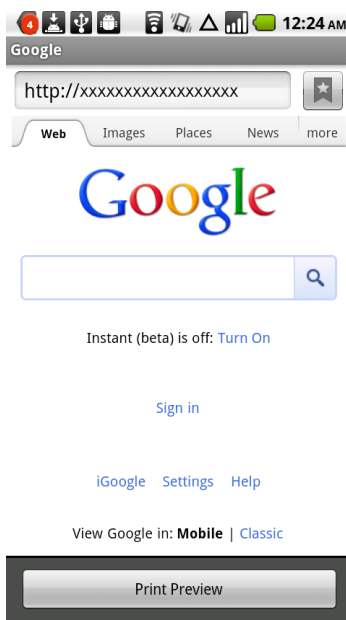 4 12:24 AM
Google
http://xxxxxxxxxxxxxxxxxx
Web Images Places News more
Google
Instant (beta) is off: Turn On
Sign in
iGoogle Settings Help
View Google in: Mobile | Classic
Print Preview